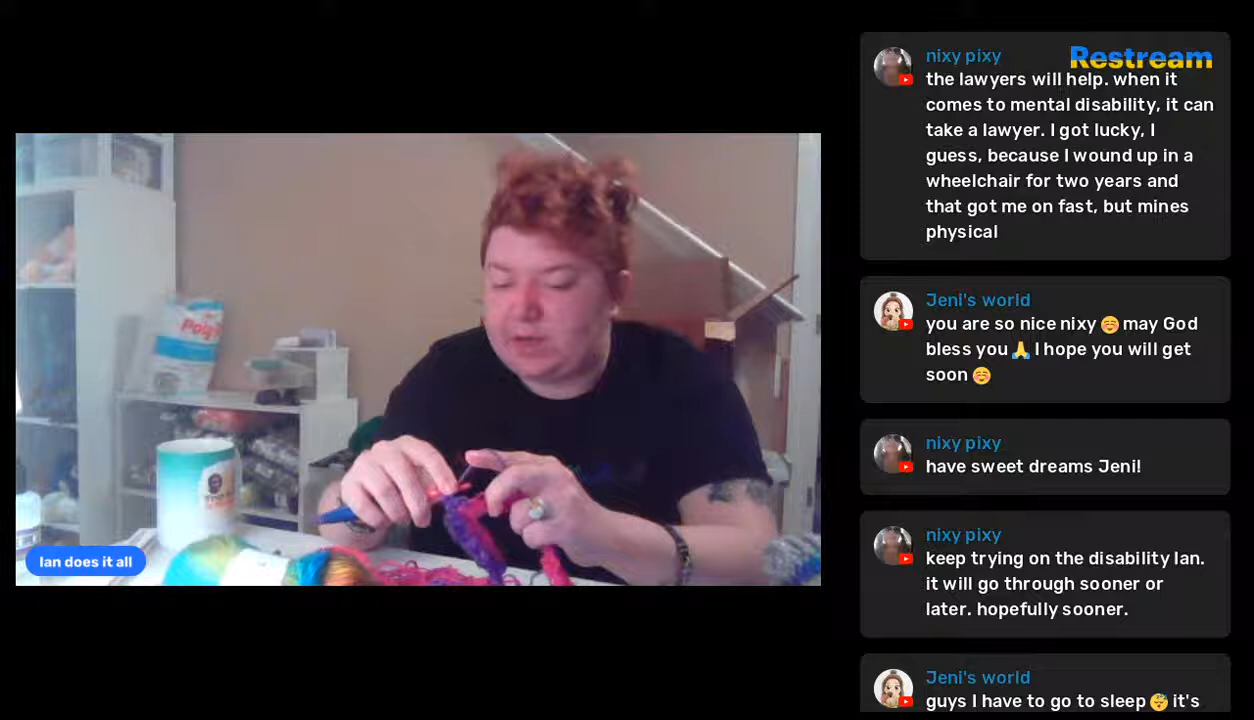 Restream
nixy pixy
the lawyers will help. when it
comes to mental disability, it can
take a lawyer. I got lucky, I
guess, because I wound up in a
wheelchair for two years and
that got me on fast, but mines
physical
Jeni's world
you are so nice nixy ☺️ may God
bless you 🙏 I hope you will get
soon ☺️
nixy pixy
have sweet dreams Jeni!
nixy pixy
keep trying on the disability Ian.
it will go through sooner or
later. hopefully sooner.
Jeni's world
guys I have to go to sleep 😴 it's
Ian does it all